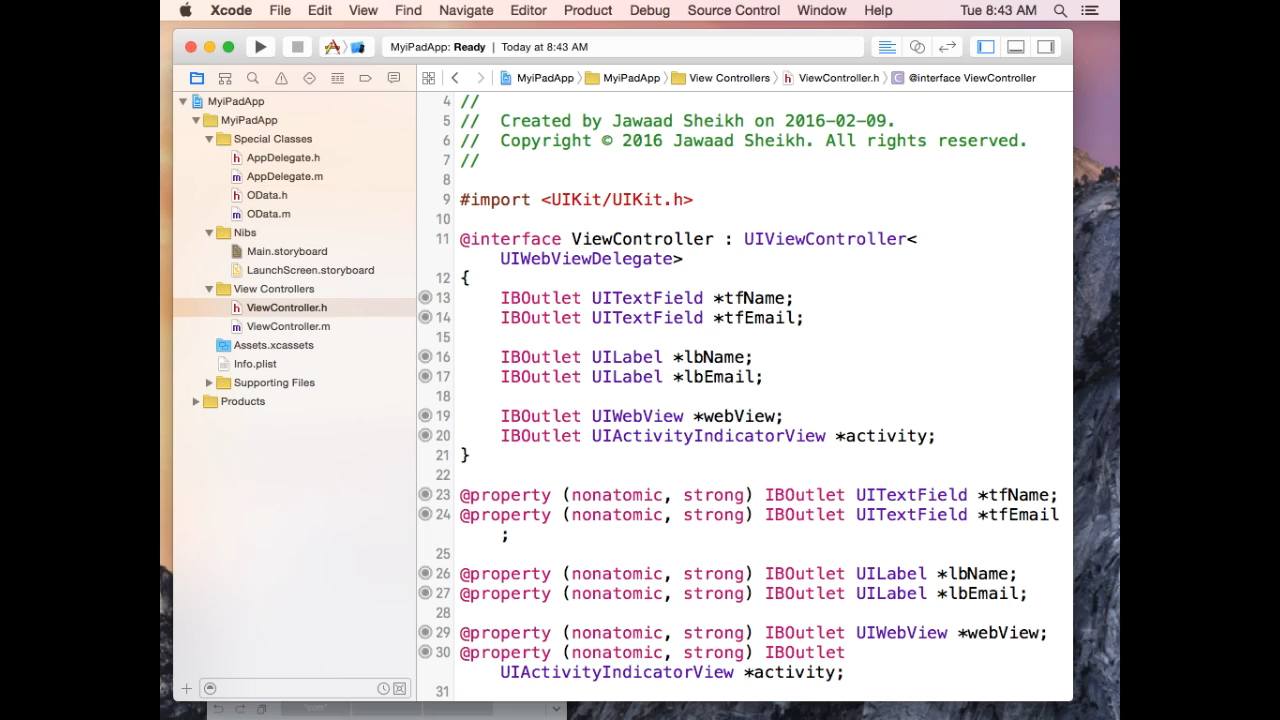 Xcode File Edit View Find Navigate Editor Product Debug Source Control Window Help Tue 8:43 AM
MyiPadApp: Ready | Today at 8:43 AM
MyiPadApp MyiPadApp View Controllers ViewController.h @interface ViewController
MyiPadApp
MyiPadApp
Special Classes
AppDelegate.h
AppDelegate.m
OData.h
OData.m
Nibs
Main.storyboard
LaunchScreen.storyboard
View Controllers
ViewController.h
ViewController.m
Assets.xcassets
Info.plist
Supporting Files
Products
4 //
5 // Created by Jawaad Sheikh on 2016-02-09.
6 // Copyright © 2016 Jawaad Sheikh. All rights reserved.
7 //
8
9 #import <UIKit/UIKit.h>
10
11 @interface ViewController : UIViewController<
UIWebViewDelegate>
12 {
13 IBOutlet UITextField *tfName;
14 IBOutlet UITextField *tfEmail;
15
16 IBOutlet UILabel *lbName;
17 IBOutlet UILabel *lbEmail;
18
19 IBOutlet UIWebView *webView;
20 IBOutlet UIActivityIndicatorView *activity;
21 }
22
23 @property (nonatomic, strong) IBOutlet UITextField *tfName;
24 @property (nonatomic, strong) IBOutlet UITextField *tfEmail
;
25
26 @property (nonatomic, strong) IBOutlet UILabel *lbName;
27 @property (nonatomic, strong) IBOutlet UILabel *lbEmail;
28
29 @property (nonatomic, strong) IBOutlet UIWebView *webView;
30 @property (nonatomic, strong) IBOutlet
UIActivityIndicatorView *activity;
31